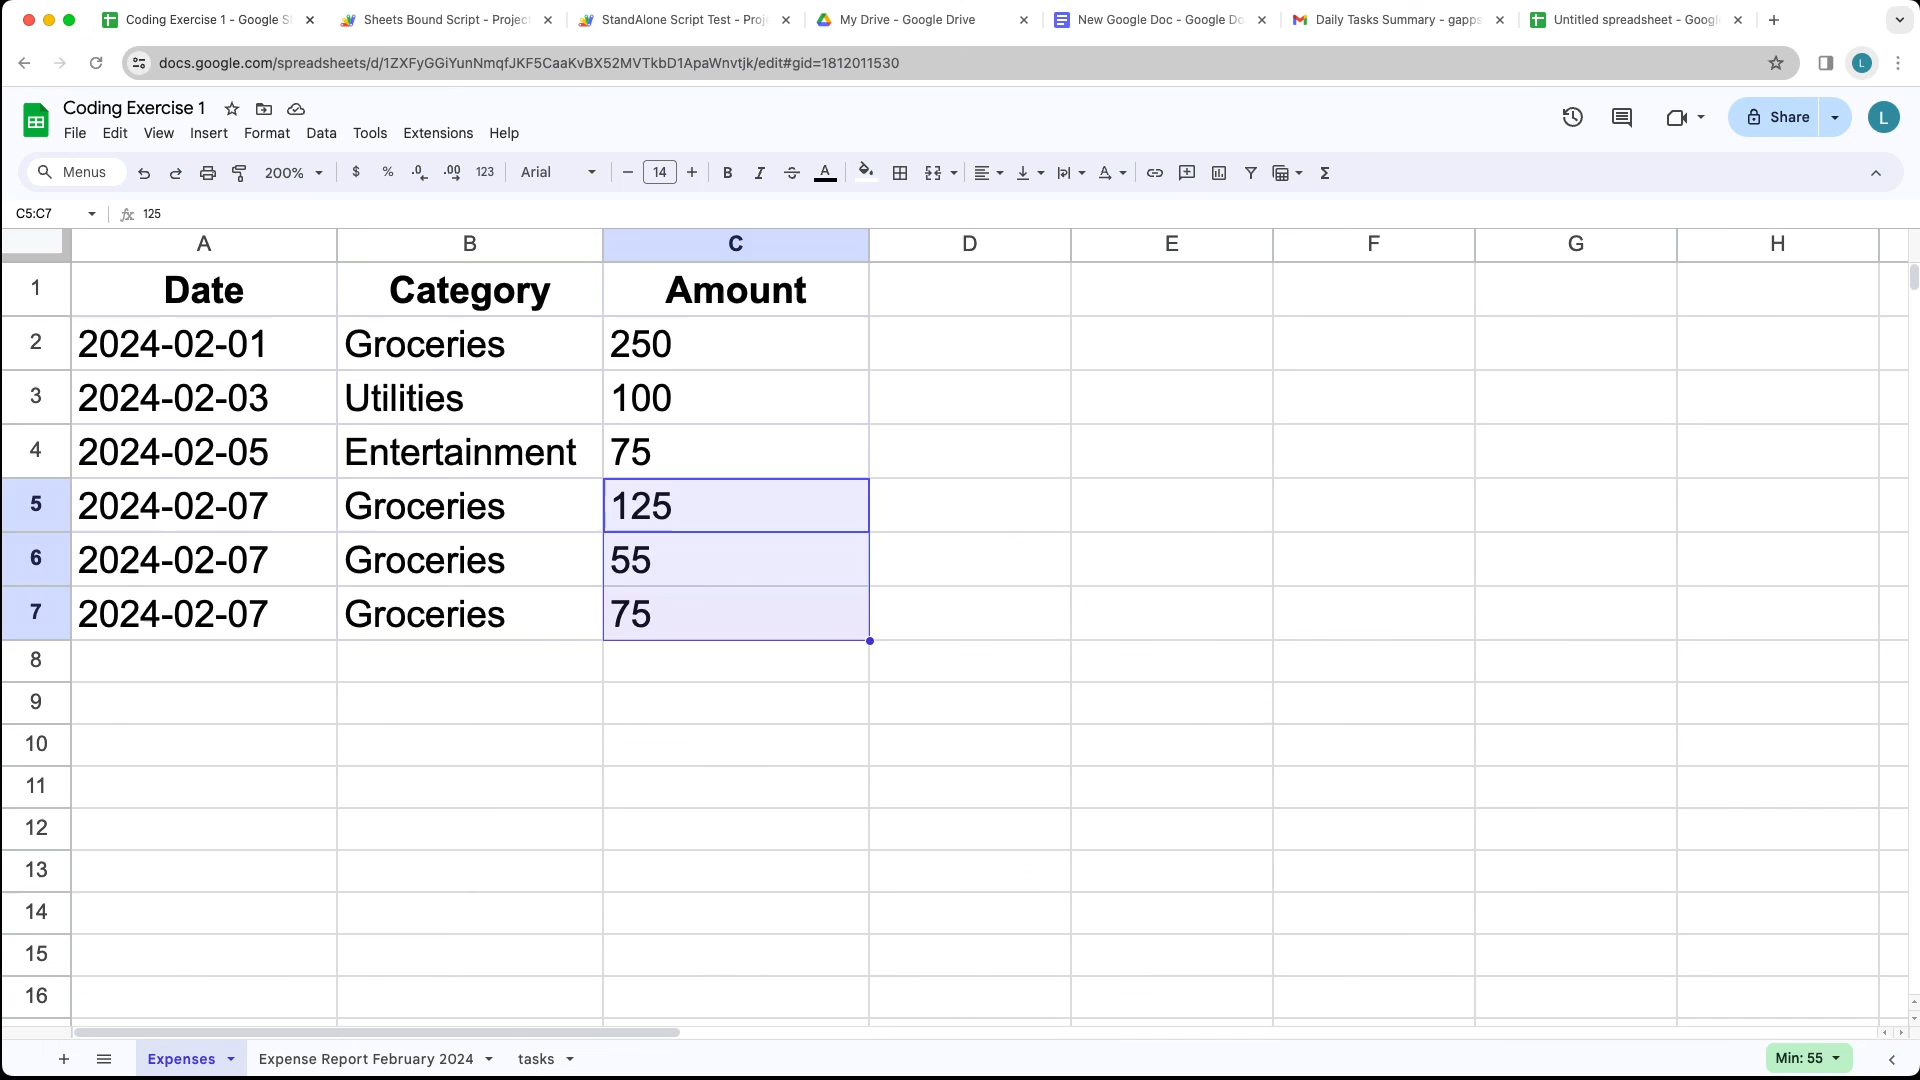 Coding Exercise 1 - Google S
Sheets Bound Script - Projec
StandAlone Script Test - Proj
My Drive - Google Drive
New Google Doc - Google Do
Daily Tasks Summary - gapps
Untitled spreadsheet - Googl
docs.google.com/spreadsheets/d/1ZXFyGGiYunNmqfJKF5CaaKvBX52MVTkbD1ApaWnvtjk/edit#gid=1812011530
L
Coding Exercise 1
File Edit View Insert Format Data Tools Extensions Help
Share
L
Menus 200% $ % .0 .00 123 Arial 14 B I A
C5:C7 fx 125
A B C D E F G H
1 Date Category Amount
2 2024-02-01 Groceries 250
3 2024-02-03 Utilities 100
4 2024-02-05 Entertainment 75
5 2024-02-07 Groceries 125
6 2024-02-07 Groceries 55
7 2024-02-07 Groceries 75
8
9
10
11
12
13
14
15
16
Expenses Expense Report February 2024 tasks Min: 55